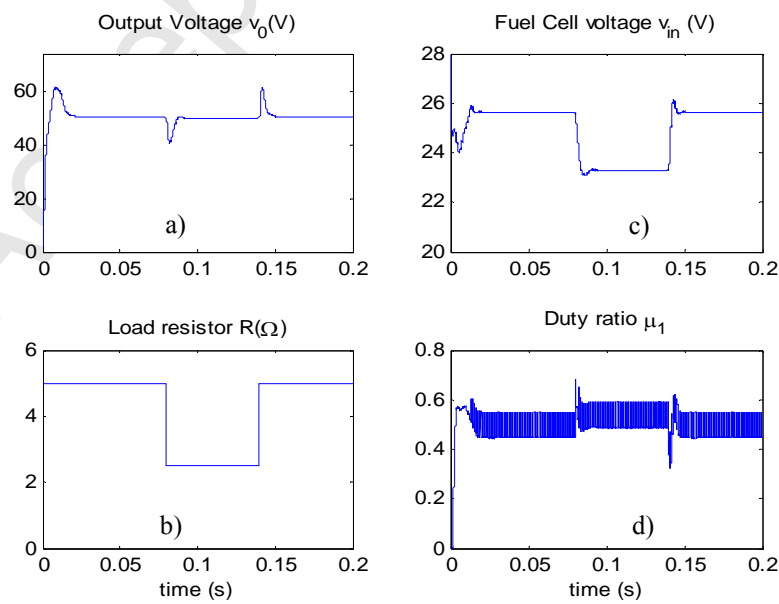 Output Voltage v0(V)
60
40
20
0
0 0.05 0.1 0.15 0.2
a)
Fuel Cell voltage vin (V)
28
26
24
22
20
0 0.05 0.1 0.15 0.2
c)
Load resistor R(Ω)
6
4
2
0
0 0.05 0.1 0.15 0.2
time (s)
b)
Duty ratio μ1
0.8
0.6
0.4
0.2
0
0 0.05 0.1 0.15 0.2
time (s)
d)